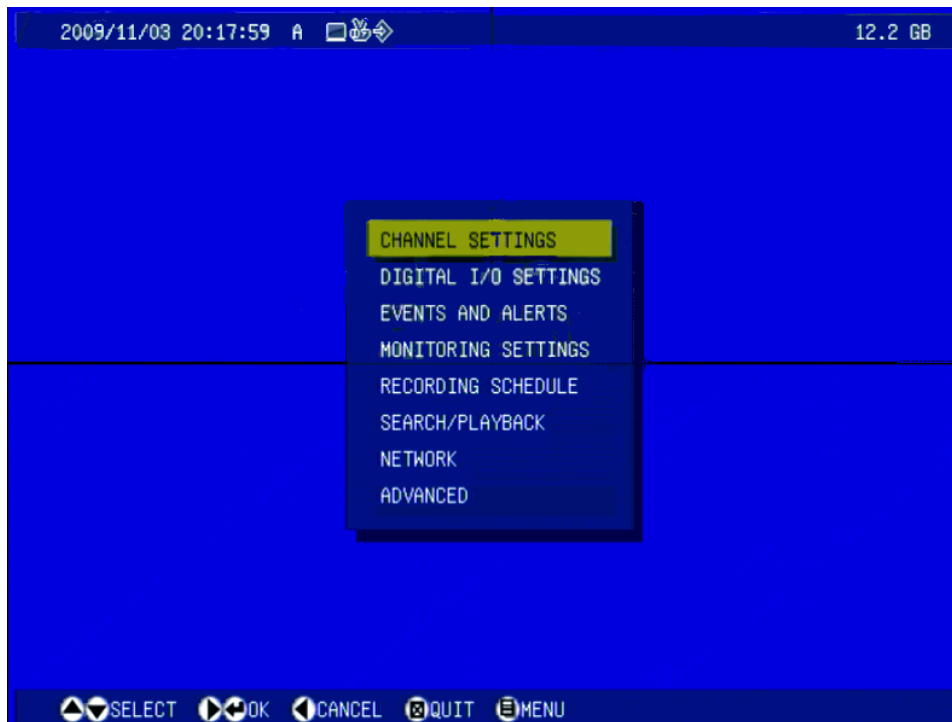 2009/11/03 20:17:59 A 12.2 GB
CHANNEL SETTINGS
DIGITAL I/O SETTINGS
EVENTS AND ALERTS
MONITORING SETTINGS
RECORDING SCHEDULE
SEARCH/PLAYBACK
NETWORK
ADVANCED
SELECT OK CANCEL QUIT MENU